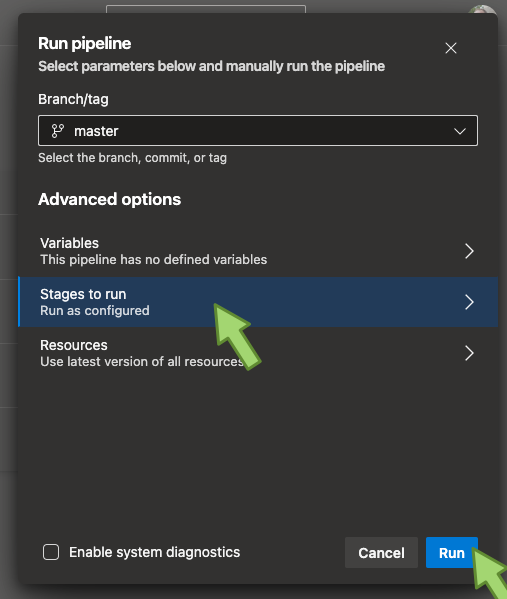 Run pipeline
Select parameters below and manually run the pipeline
Branch/tag
master
Select the branch, commit, or tag
Advanced options
Variables
This pipeline has no defined variables
Stages to run
Run as configured
Resources
Use latest version of all resources
Enable system diagnostics
Cancel
Run